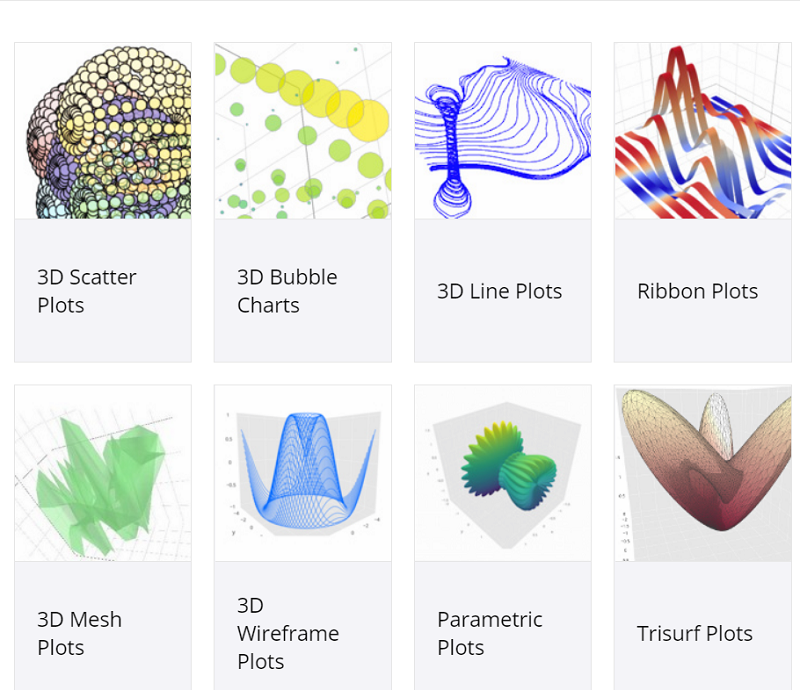 3D Scatter
Plots
3D Bubble
Charts
3D Line Plots
Ribbon Plots
3D Mesh
Plots
3D
Wireframe
Plots
Parametric
Plots
Trisurf Plots